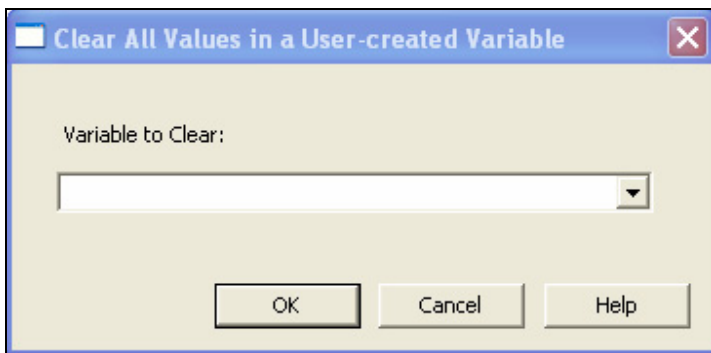 Clear All Values in a User-created Variable
Variable to Clear:
OK Cancel Help